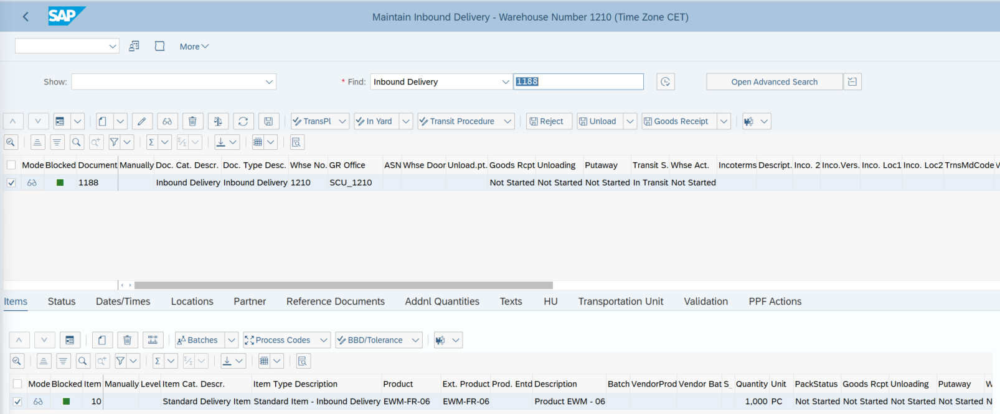 SAP Maintain Inbound Delivery - Warehouse Number 1210 (Time Zone CET)
More
Show: * Find: Inbound Delivery 1188 Open Advanced Search
TransPl In Yard Transit Procedure Reject Unload Goods Receipt
Mode Blocked Document Manually Doc. Cat. Descr. Doc. Type Desc. Whse No. GR Office ASN Whse Door Unload.pt. Goods Rcpt Unloading Putaway Transit S. Whse Act. Incoterms Descript. Inco. 2 Inco.Vers. Inco. Loc1 Inco. Loc2 TrnsMdCode V
1188 Inbound Delivery Inbound Delivery 1210 SCU_1210 Not Started Not Started Not Started In Transit Not Started
Items Status Dates/Times Locations Partner Reference Documents Addnl Quantities Texts HU Transportation Unit Validation PPF Actions
Batches Process Codes BBD/Tolerance
Mode Blocked Item Manually Level Item Cat. Descr. Item Type Description Product Ext. Product Prod. Entd Description Batch VendorProd Vendor Bat S_ Quantity Unit PackStatus Goods Rcpt Unloading Putaway W
10 Standard Delivery Item Standard Item - Inbound Delivery EWM-FR-06 EWM-FR-06 Product EWM - 06 1,000 PC Not Started Not Started Not Started Not Started N